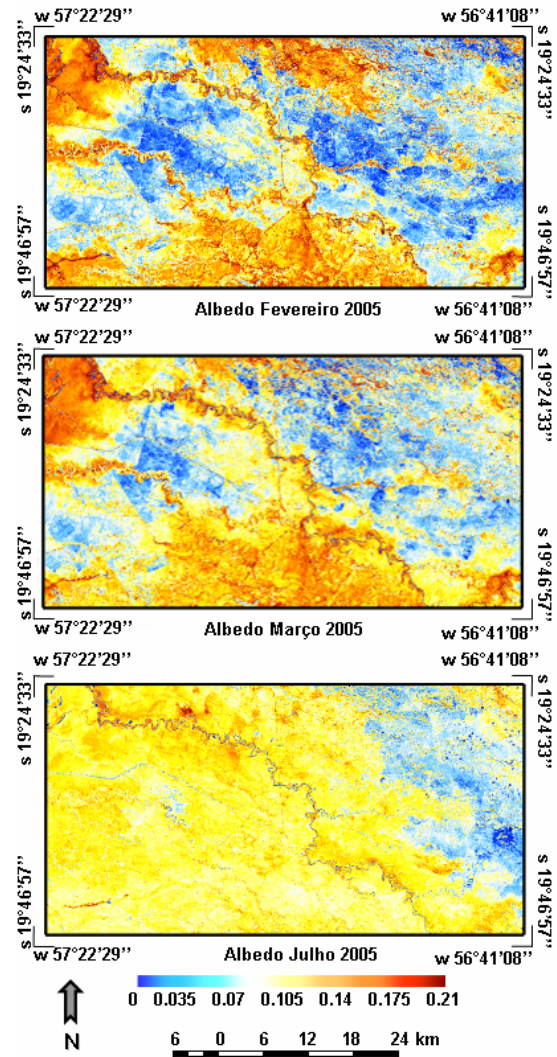 w 57°22’29’’ w 56°41’08’’
s 19°24’33’’ s 19°24’33’’
s 19°46’57’’ s 19°46’57’’
w 57°22’29’’ Albedo Fevereiro 2005 w 56°41’08’’
w 57°22’29’’ w 56°41’08’’
s 19°24’33’’ s 19°24’33’’
s 19°46’57’’ s 19°46’57’’
w 57°22’29’’ Albedo Março 2005 w 56°41’08’’
w 57°22’29’’ w 56°41’08’’
s 19°24’33’’ s 19°24’33’’
s 19°46’57’’ s 19°46’57’’
w 57°22’29’’ Albedo Julho 2005 w 56°41’08’’
0 0.035 0.07 0.105 0.14 0.175 0.21
N
6 0 6 12 18 24 km